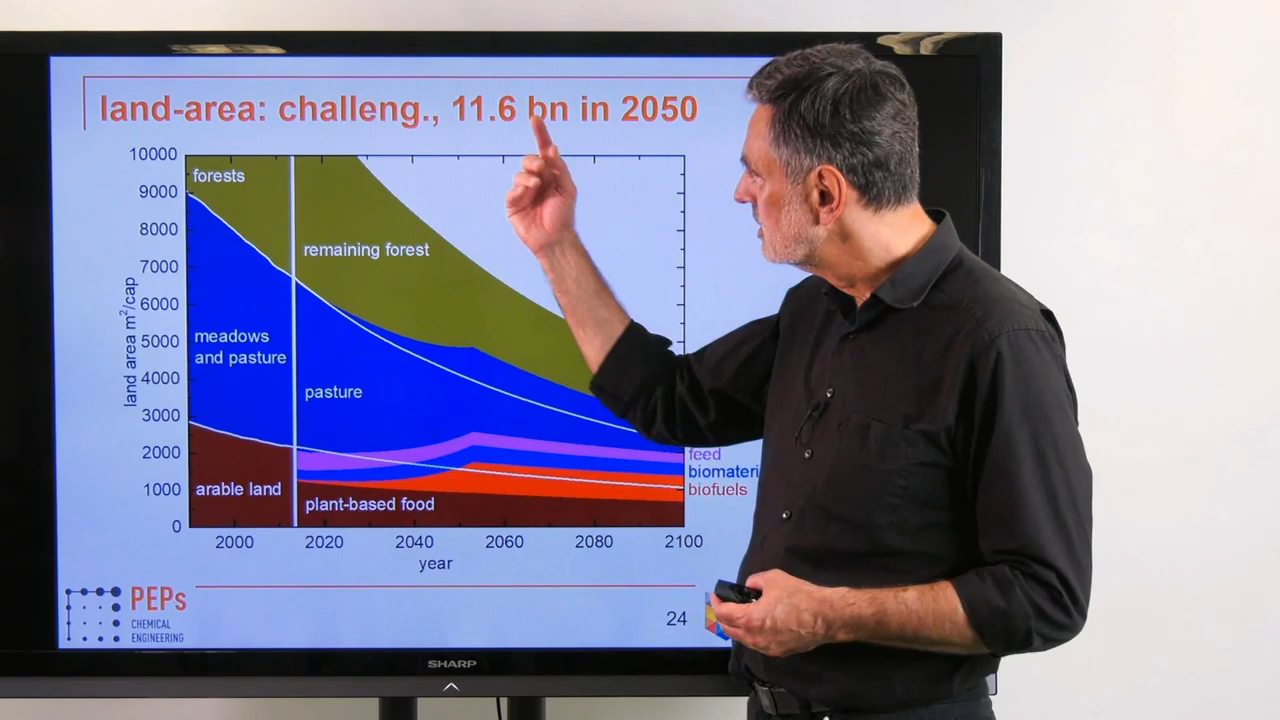 land-area: challeng., 11.6 bn in 2050
10000
9000
8000
7000
6000
5000
4000
3000
2000
1000
0
land area m²/cap
forests
remaining forest
meadows
and pasture
pasture
arable land
plant-based food
feed
biomateri
biofuels
2000
2020
2040
2060
2080
2100
year
PEPs
CHEMICAL
ENGINEERING
24
SHARP